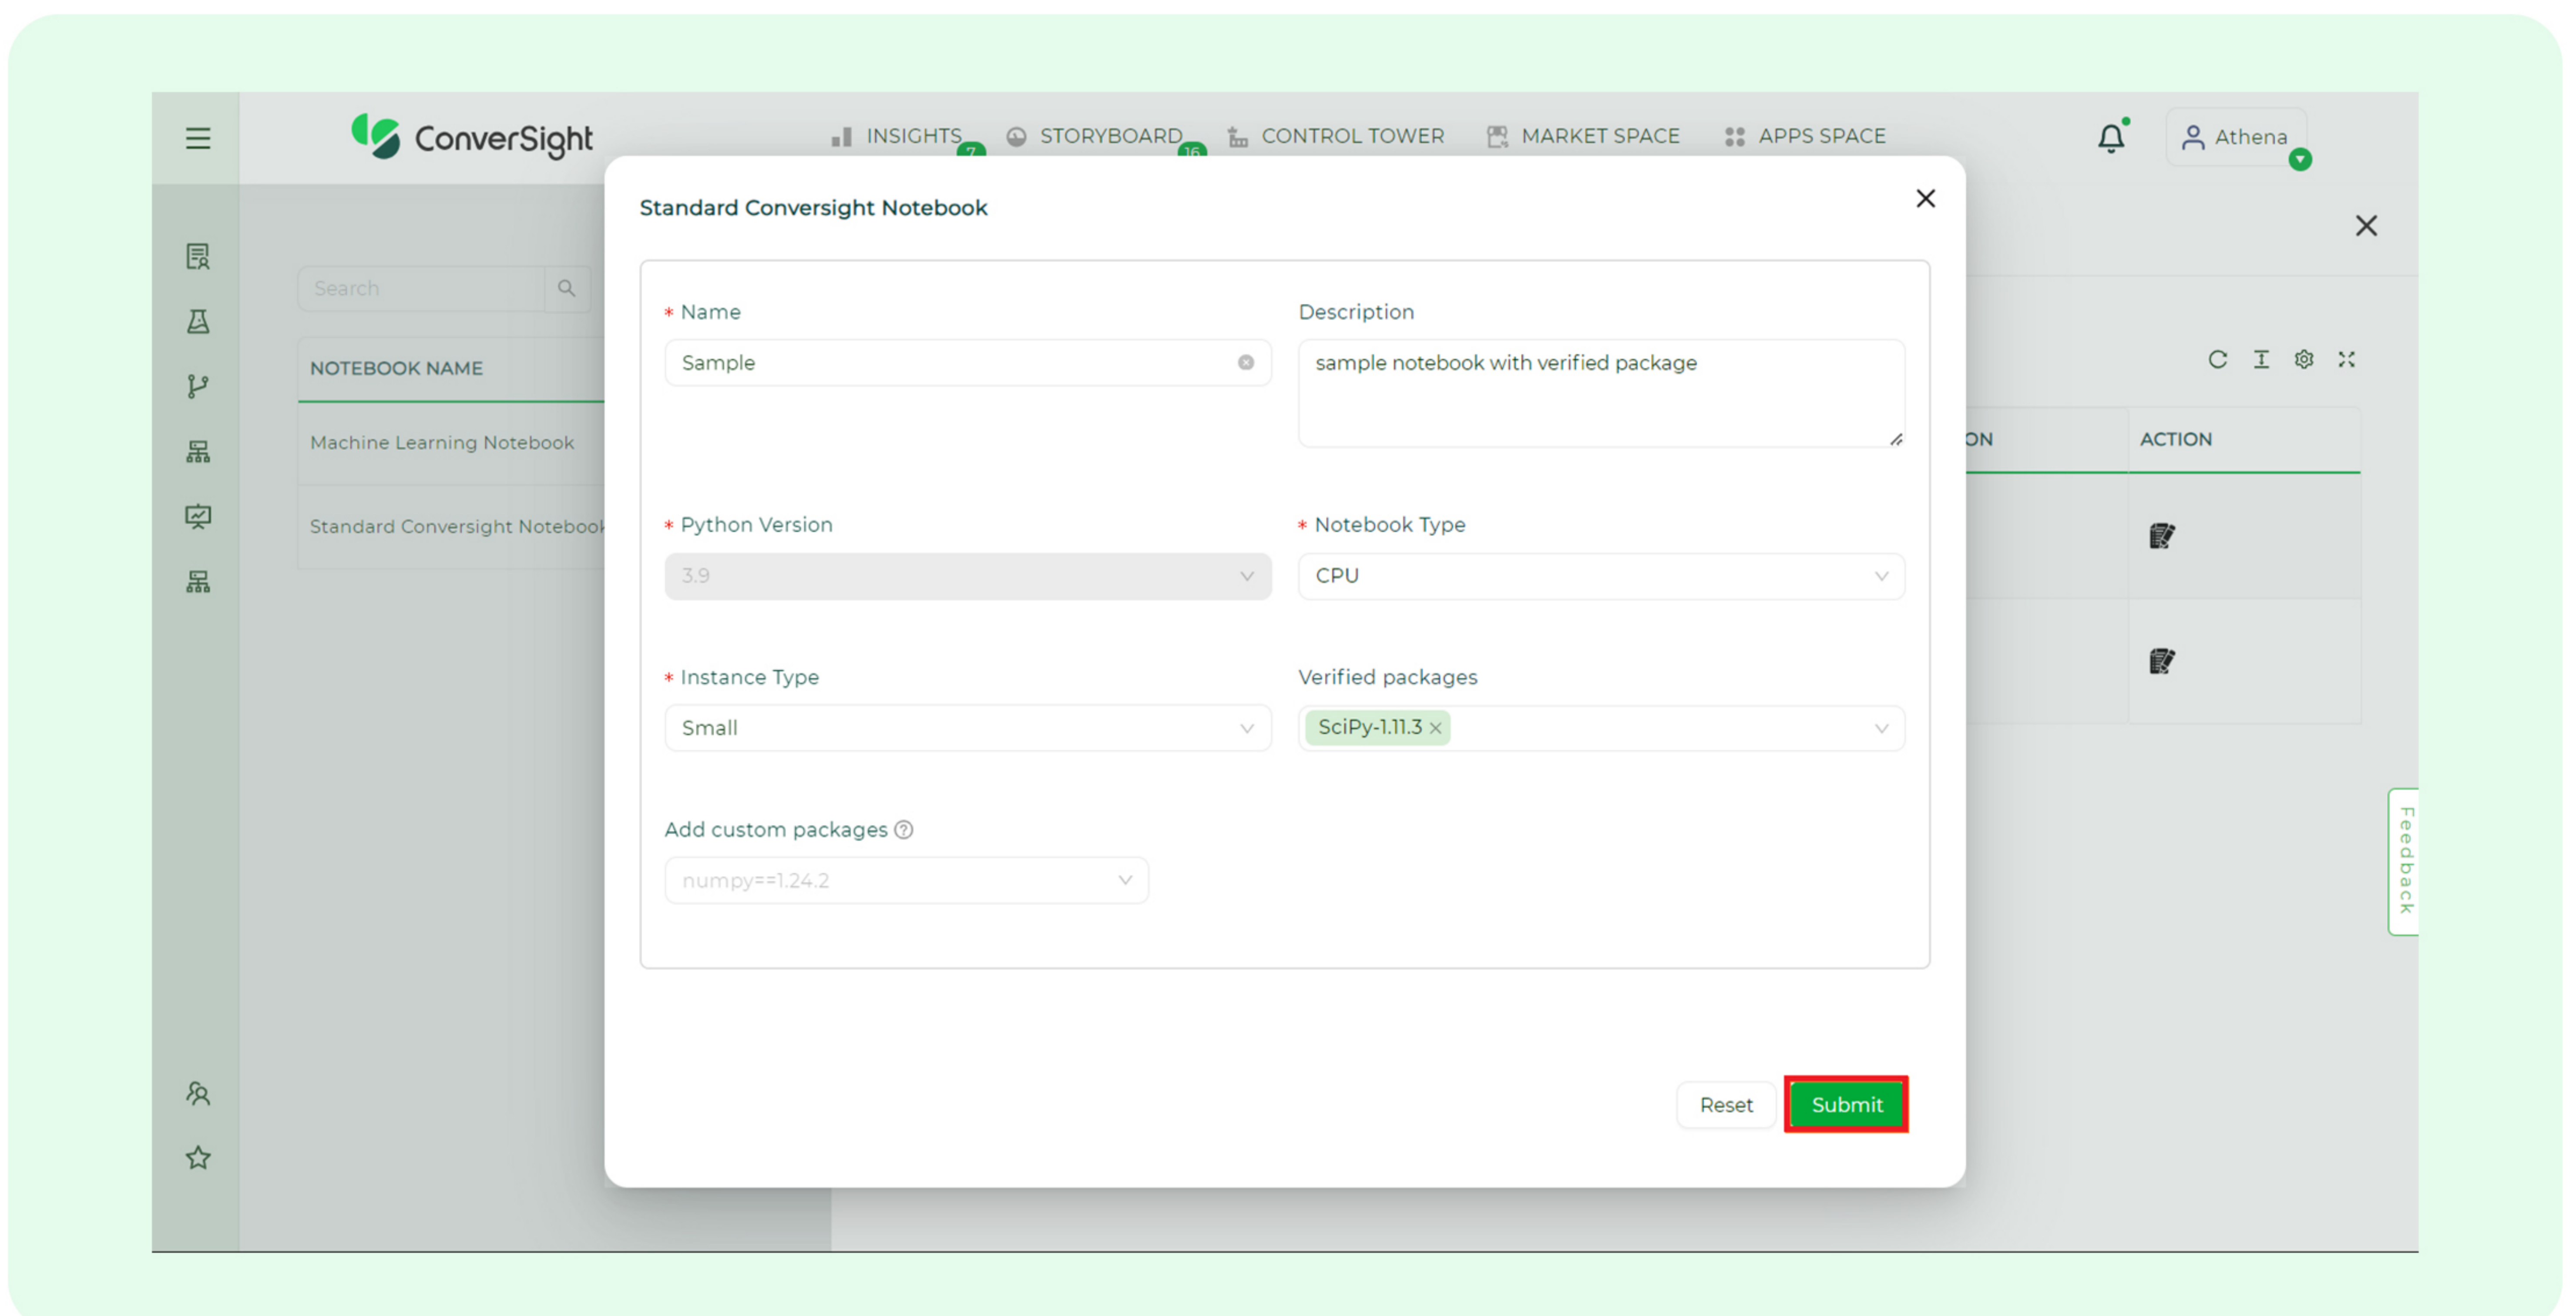 ConverSight
INSIGHTS
7
STORYBOARD
16
CONTROL TOWER
MARKET SPACE
APPS SPACE
Athena
Standard Conversight Notebook
Search
NOTEBOOK NAME
Machine Learning Notebook
Standard Conversight Notebook
* Name
Sample
Description
sample notebook with verified package
* Python Version
3.9
* Notebook Type
CPU
* Instance Type
Small
Verified packages
SciPy-1.11.3
Add custom packages
numpy==1.24.2
Reset
Submit
ON
ACTION
Feedback